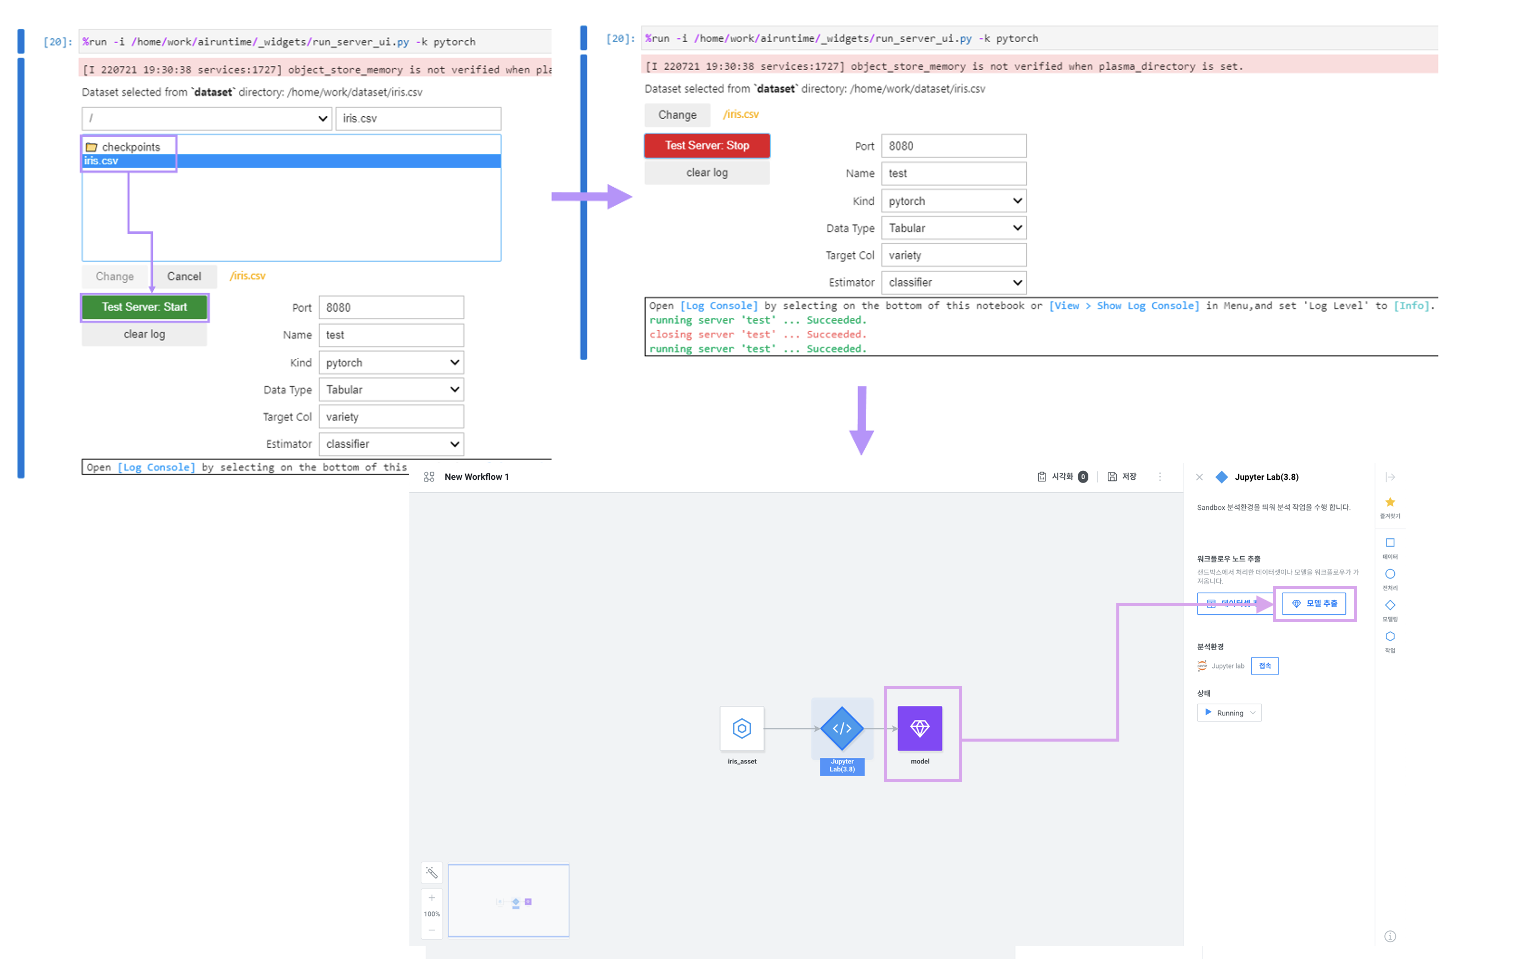 [20]: %run -i /home/work/airuntime/_widgets/run_server_ui.py -k pytorch
[I 220721 19:30:38 services:1727] object_store_memory is not verified when pla
Dataset selected from `dataset` directory: /home/work/dataset/iris.csv
/
iris.csv
checkpoints
iris.csv
Change
Cancel
/iris.csv
Test Server: Start
clear log
Port 8080
Name test
Kind pytorch
Data Type Tabular
Target Col variety
Estimator classifier
Open [Log Console] by selecting on the bottom of this
[20]: %run -i /home/work/airuntime/_widgets/run_server_ui.py -k pytorch
[I 220721 19:30:38 services:1727] object_store_memory is not verified when plasma_directory is set.
Dataset selected from `dataset` directory: /home/work/dataset/iris.csv
Change
/iris.csv
Test Server: Stop
clear log
Port 8080
Name test
Kind pytorch
Data Type Tabular
Target Col variety
Estimator classifier
Open [Log Console] by selecting on the bottom of this notebook or [View > Show Log Console] in Menu,and set 'Log Level' to [Info].
running server 'test' ... Succeeded.
closing server 'test' ... Succeeded.
running server 'test' ... Succeeded.
New Workflow 1
시각화 0
저장
iris_asset
Jupyter
Lab(3.8)
model
100%
Jupyter Lab(3.8)
Sandbox 분석환경을 띄워 분석 작업을 수행 합니다.
워크플로우 노드 추출
샌드박스에서 처리한 데이터셋이나 모델을 워크플로우가 가
져옵니다.
데이터셋
모델 추출
분석환경
Jupyter lab
접속
상태
Running
즐겨찾기
데이터
전처리
모델링
작업